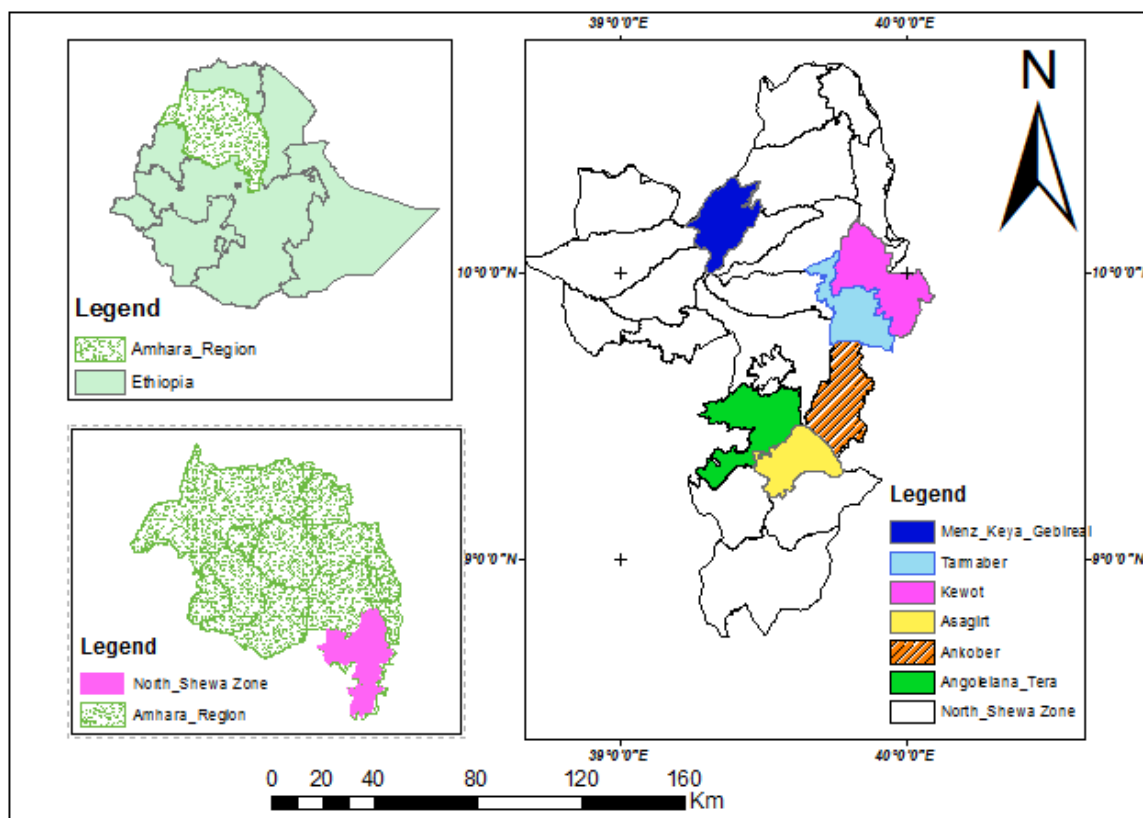 39°0'0"E
40°0'0"E
N
Legend
Amhara_Region
Ethiopia
10°0'0"N
10°0'0"N
Legend
North_Shewa Zone
Amhara_Region
9°0'0"N
9°0'0"N
Legend
Menz_Keya_Gebireal
Tarmaber
Kewot
Asagirt
Ankober
Angolelana_Tera
North_Shewa Zone
39°0'0"E
40°0'0"E
0 20 40 80 120 160
Km